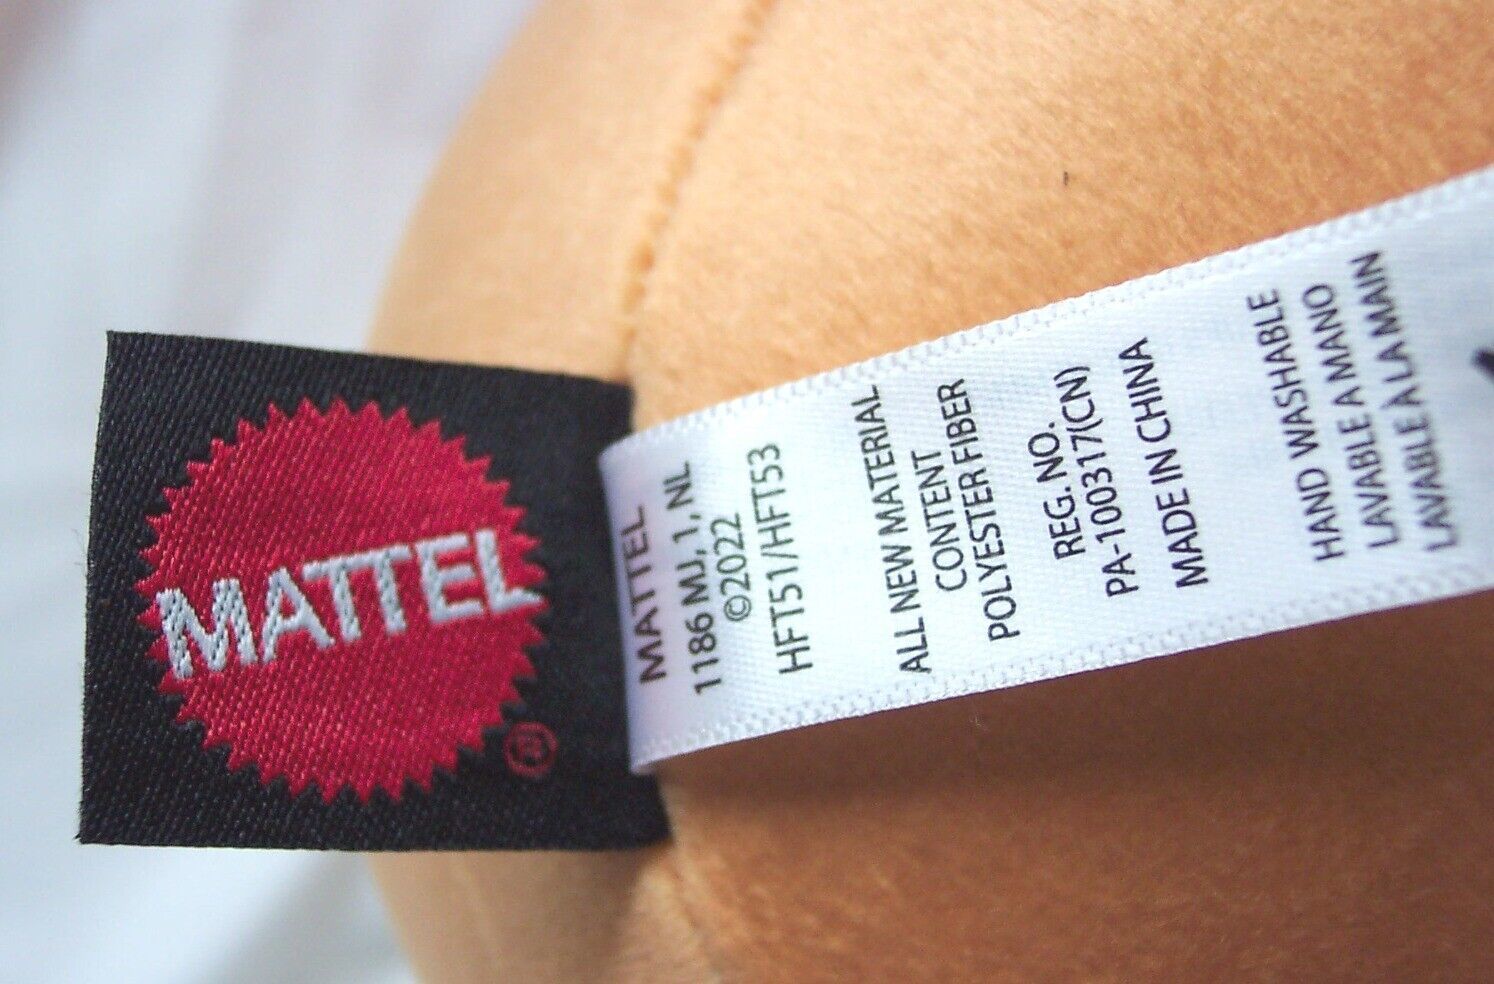 MATTEL
®
MATTEL
1186 MJ, 1, NL
©2022
HFT51/HFT53
ALL NEW MATERIAL
CONTENT
POLYESTER FIBER
REG. NO.
PA-100317(CN)
MADE IN CHINA
HAND WASHABLE
LAVABLE A MANO
LAVABLE À LA MAIN